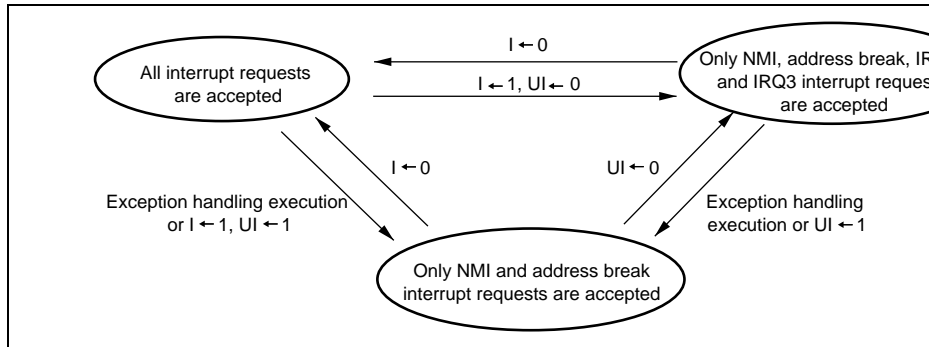 I ← 0
All interrupt requests
are accepted
I ← 1, UI ← 0
Only NMI, address break,
and IRQ3 interrupt
are accepted
I ← 0
UI ← 0
Exception handling execution
or I ← 1, UI ← 1
Exception handling
execution or UI ← 1
Only NMI and address break
interrupt requests are accepted